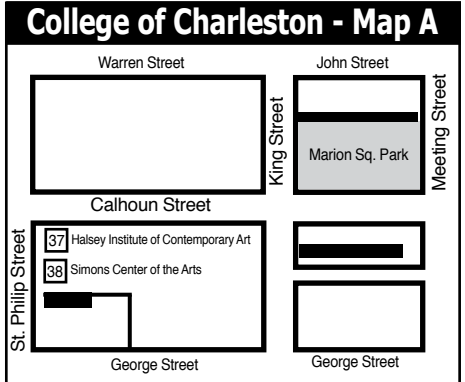 College of Charleston - Map A
Warren Street
John Street
King Street
Meeting Street
Marion Sq. Park
Calhoun Street
St. Philip Street
37 Halsey Institute of Contemporary Art
38 Simons Center of the Arts
George Street
George Street